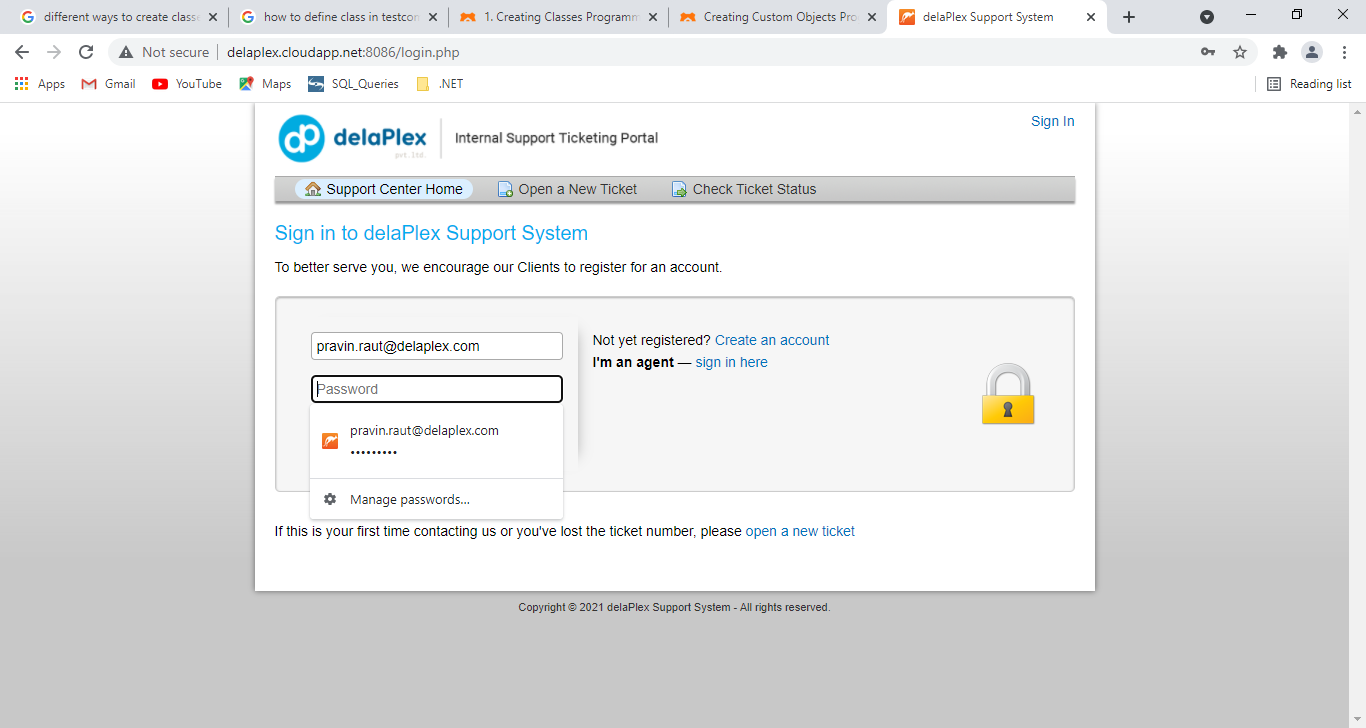 different ways to create classe
how to define class in testcom
1. Creating Classes Programm
Creating Custom Objects Pro
delaPlex Support System
Not secure
delaplex.cloudapp.net:8086/login.php
Apps
Gmail
YouTube
Maps
SQL_Queries
.NET
Reading list
dp delaPlex
pvt.ltd.
Internal Support Ticketing Portal
Sign In
Support Center Home
Open a New Ticket
Check Ticket Status
Sign in to delaPlex Support System
To better serve you, we encourage our Clients to register for an account.
pravin.raut@delaplex.com
Password
pravin.raut@delaplex.com
•••••••••
Manage passwords...
Not yet registered? Create an account
I'm an agent — sign in here
If this is your first time contacting us or you've lost the ticket number, please open a new ticket
Copyright © 2021 delaPlex Support System - All rights reserved.